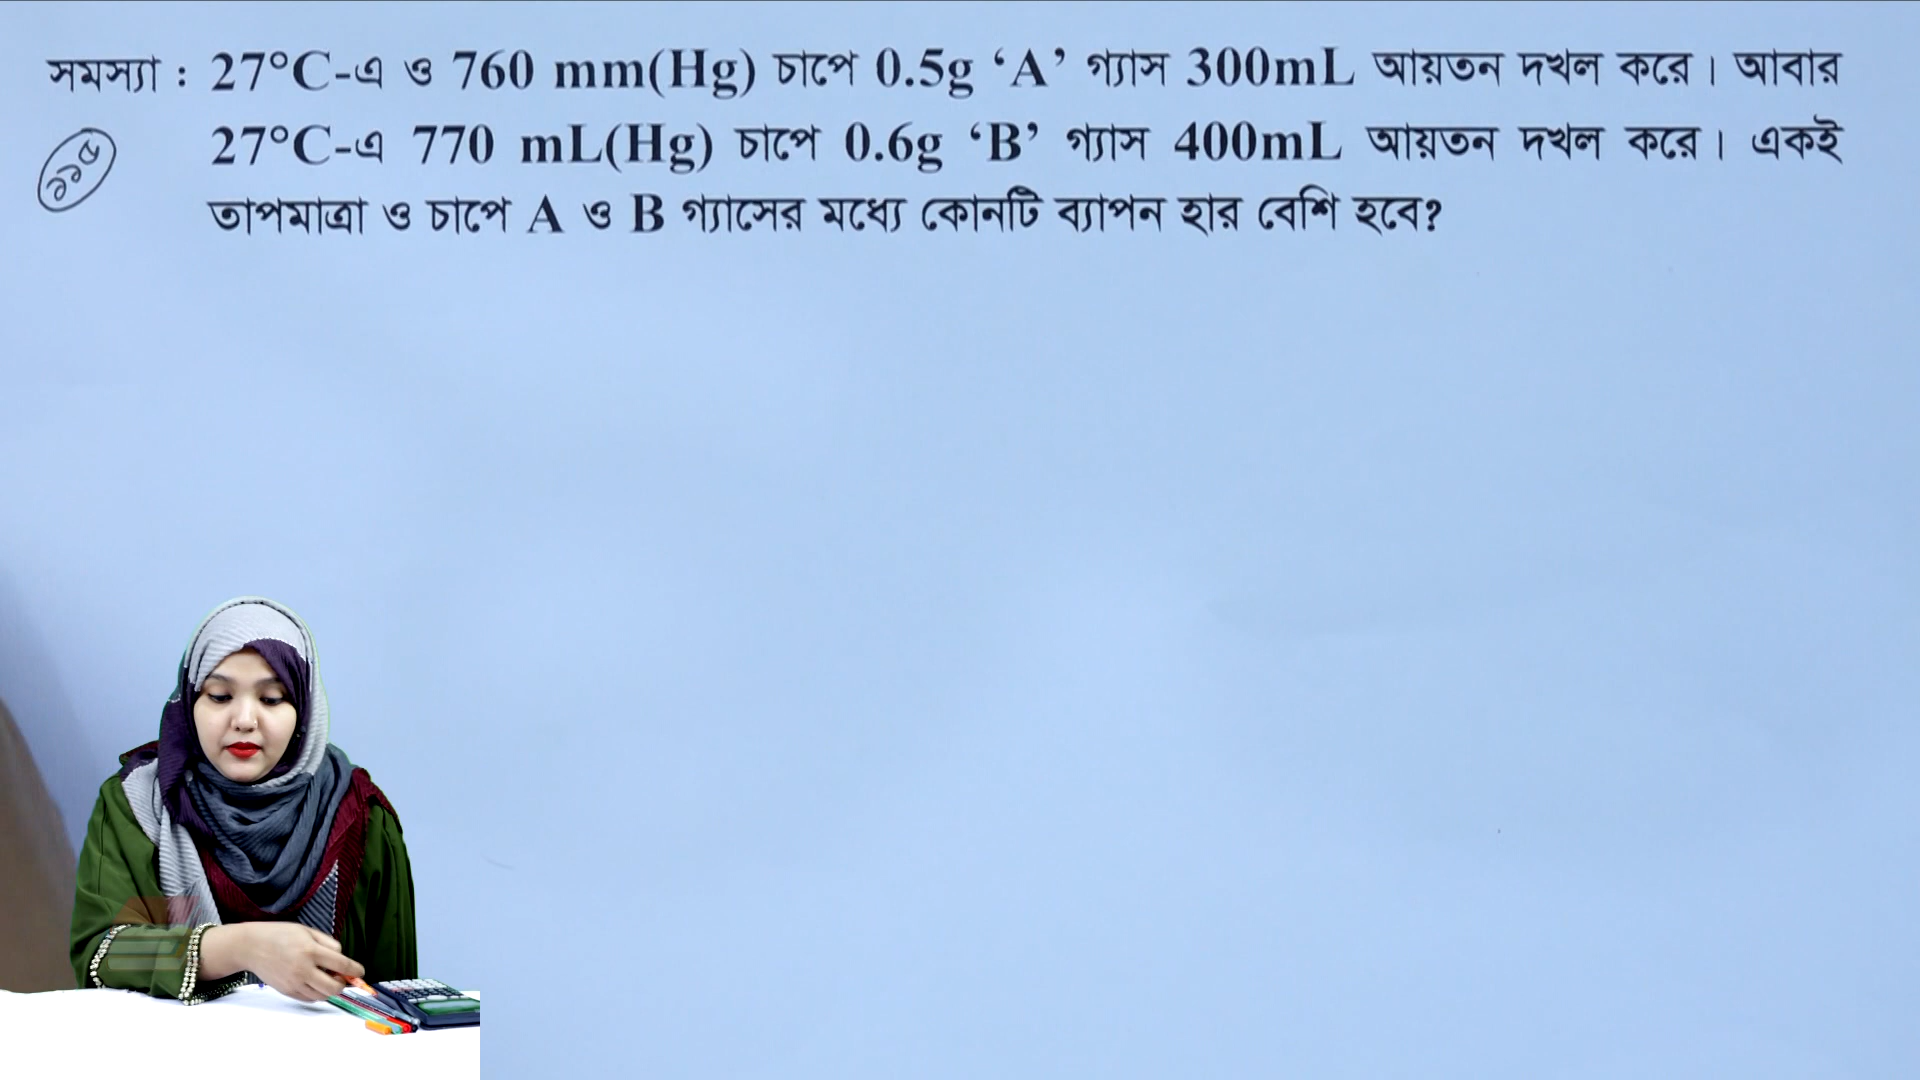 সমস্যা : 27°C-এ ও 760 mm(Hg) চাপে 0.5g ‘A’ গ্যাস 300mL আয়তন দখল করে। আবার
27°C-এ 770 mL(Hg) চাপে 0.6g ‘B’ গ্যাস 400mL আয়তন দখল করে। একই
তাপমাত্রা ও চাপে A ও B গ্যাসের মধ্যে কোনটি ব্যাপন হার বেশি হবে?